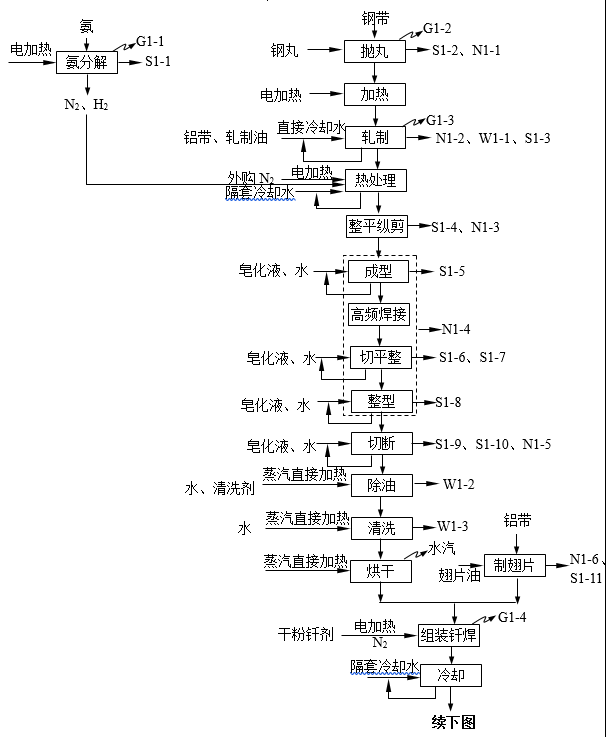 氨
钢带
G1-1
G1-2
电加热
氨分解
S1-1
钢丸
抛丸
S1-2、N1-1
N₂、H₂
电加热
加热
G1-3
直接冷却水
铝带、轧制油
轧制
N1-2、W1-1、S1-3
电加热
外购 N₂
热处理
隔套冷却水
整平纵剪
S1-4、N1-3
皂化液、水
成型
S1-5
高频焊接
N1-4
皂化液、水
切平整
S1-6、S1-7
皂化液、水
整型
S1-8
皂化液、水
切断
S1-9、S1-10、N1-5
蒸汽直接加热
水、清洗剂
除油
W1-2
蒸汽直接加热
水
清洗
W1-3
铝带
水汽
蒸汽直接加热
烘干
翅片油
制翅片
N1-6、
S1-11
G1-4
干粉钎剂
电加热
N₂
组装钎焊
隔套冷却水
冷却
续下图